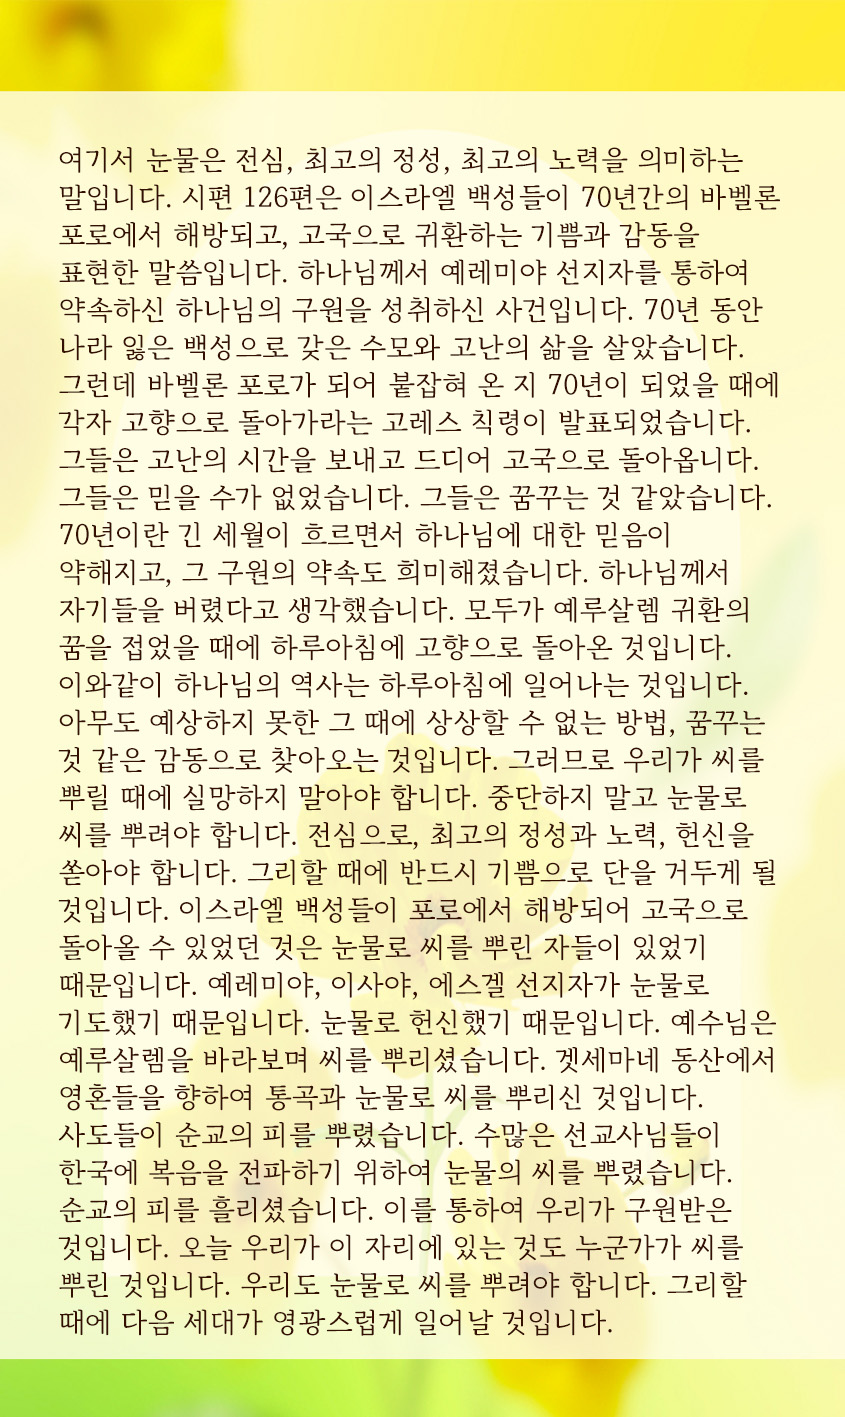 여기서 눈물은 전심, 최고의 정성, 최고의 노력을 의미하는
말입니다. 시편 126편은 이스라엘 백성들이 70년간의 바벨론
포로에서 해방되고, 고국으로 귀환하는 기쁨과 감동을
표현한 말씀입니다. 하나님께서 예레미야 선지자를 통하여
약속하신 하나님의 구원을 성취하신 사건입니다. 70년 동안
나라 잃은 백성으로 갖은 수모와 고난의 삶을 살았습니다.
그런데 바벨론 포로가 되어 붙잡혀 온 지 70년이 되었을 때에
각자 고향으로 돌아가라는 고레스 칙령이 발표되었습니다.
그들은 고난의 시간을 보내고 드디어 고국으로 돌아옵니다.
그들은 믿을 수가 없었습니다. 그들은 꿈꾸는 것 같았습니다.
70년이란 긴 세월이 흐르면서 하나님에 대한 믿음이
약해지고, 그 구원의 약속도 희미해졌습니다. 하나님께서
자기들을 버렸다고 생각했습니다. 모두가 예루살렘 귀환의
꿈을 접었을 때에 하루아침에 고향으로 돌아온 것입니다.
이와같이 하나님의 역사는 하루아침에 일어나는 것입니다.
아무도 예상하지 못한 그 때에 상상할 수 없는 방법, 꿈꾸는
것 같은 감동으로 찾아오는 것입니다. 그러므로 우리가 씨를
뿌릴 때에 실망하지 말아야 합니다. 중단하지 말고 눈물로
씨를 뿌려야 합니다. 전심으로, 최고의 정성과 노력, 헌신을
쏟아야 합니다. 그리할 때에 반드시 기쁨으로 단을 거두게 될
것입니다. 이스라엘 백성들이 포로에서 해방되어 고국으로
돌아올 수 있었던 것은 눈물로 씨를 뿌린 자들이 있었기
때문입니다. 예레미야, 이사야, 에스겔 선지자가 눈물로
기도했기 때문입니다. 눈물로 헌신했기 때문입니다. 예수님은
예루살렘을 바라보며 씨를 뿌리셨습니다. 겟세마네 동산에서
영혼들을 향하여 통곡과 눈물로 씨를 뿌리신 것입니다.
사도들이 순교의 피를 뿌렸습니다. 수많은 선교사님들이
한국에 복음을 전파하기 위하여 눈물의 씨를 뿌렸습니다.
순교의 피를 흘리셨습니다. 이를 통하여 우리가 구원받은
것입니다. 오늘 우리가 이 자리에 있는 것도 누군가가 씨를
뿌린 것입니다. 우리도 눈물로 씨를 뿌려야 합니다. 그리할
때에 다음 세대가 영광스럽게 일어날 것입니다.